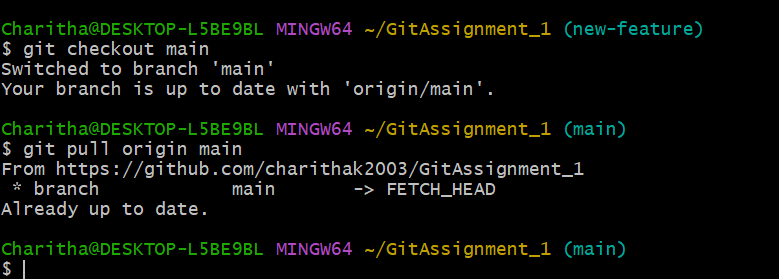 Charitha@DESKTOP-L5BE9BL MINGW64 ~/GitAssignment_1 (new-feature)
$ git checkout main
Switched to branch 'main'
Your branch is up to date with 'origin/main'.
Charitha@DESKTOP-L5BE9BL MINGW64 ~/GitAssignment_1 (main)
$ git pull origin main
From https://github.com/charithak2003/GitAssignment_1
 * branch            main       -> FETCH_HEAD
Already up to date.
Charitha@DESKTOP-L5BE9BL MINGW64 ~/GitAssignment_1 (main)
$